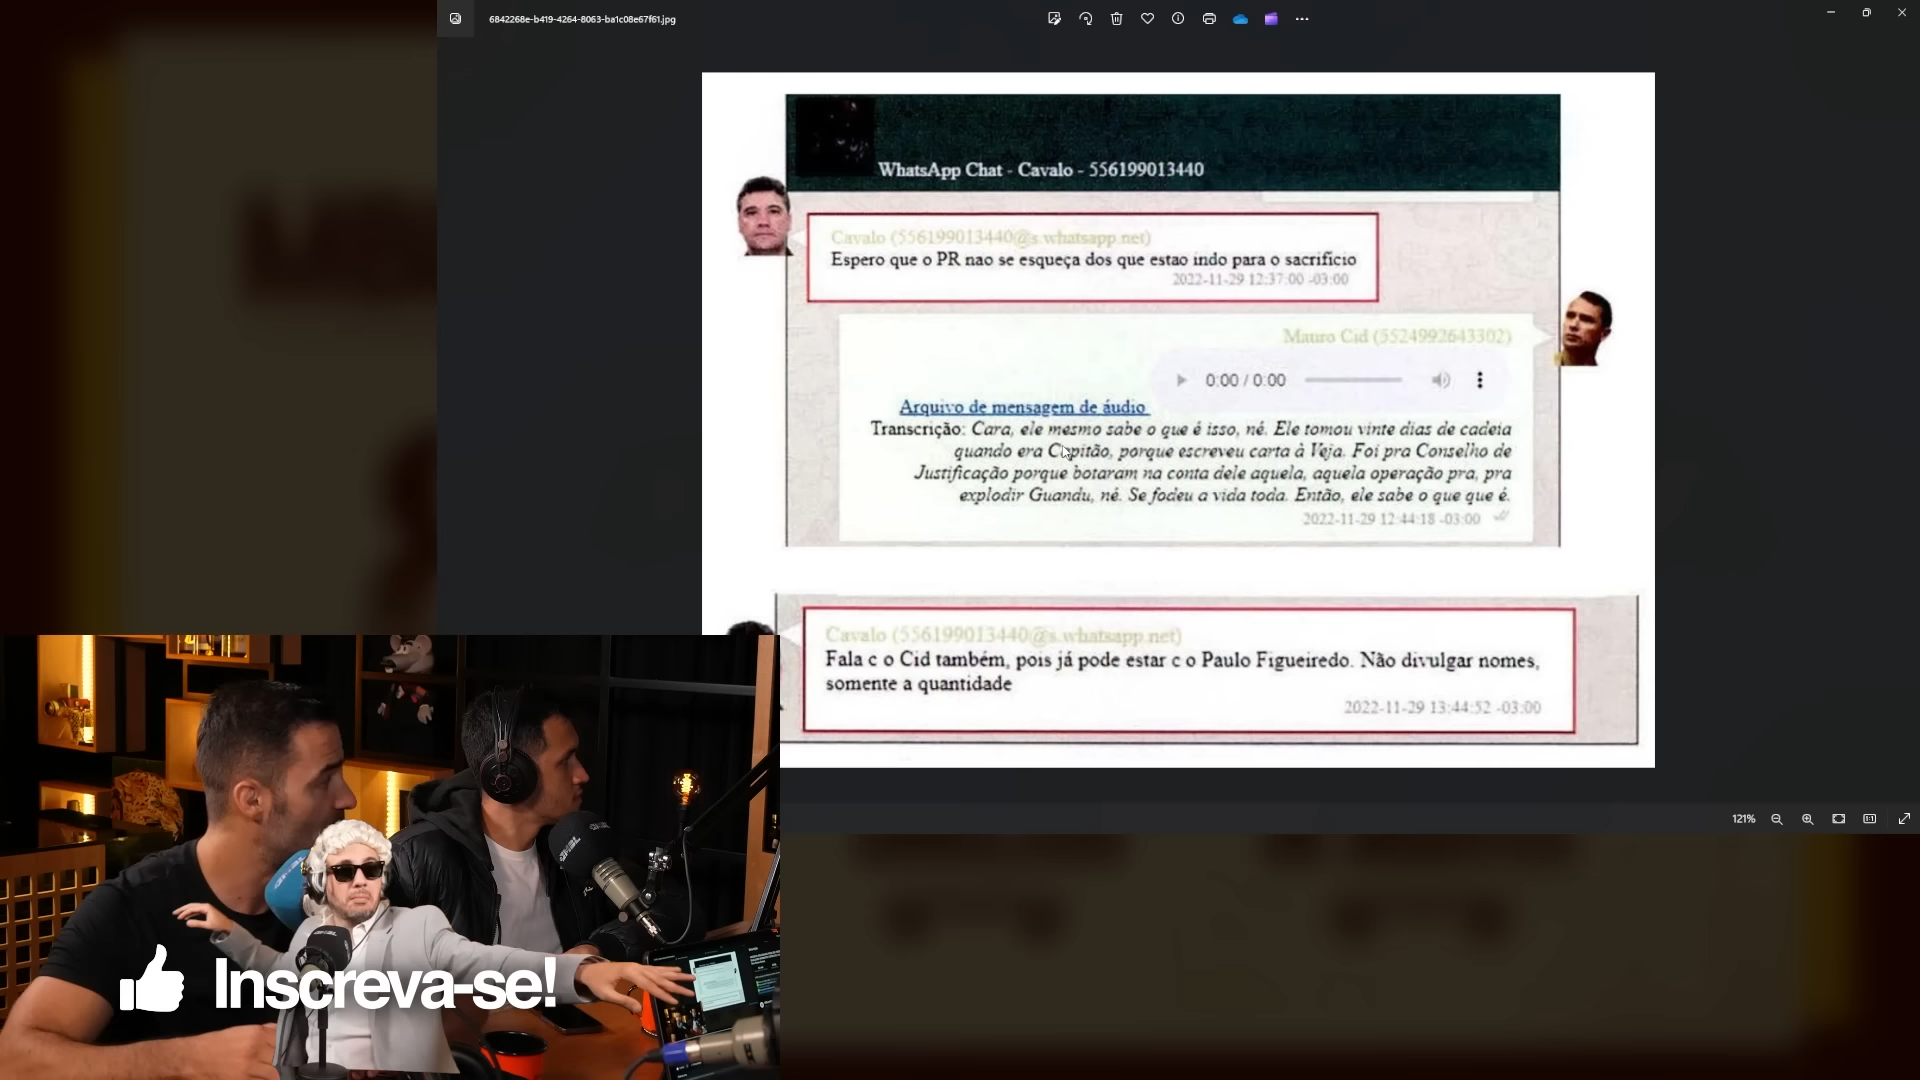 6842268e-b419-4264-8063-ba1c08e67f61.jpg
WhatsApp Chat - Cavalo - 556199013440
Cavalo (556199013440@s.whatsapp.net)
Espero que o PR nao se esqueça dos que estao indo para o sacrificio
2022-11-29 12:37:00 -03:00
Mauro Cid (5524992643302)
0:00 / 0:00
Arquivo de mensagem de áudio
Transcrição: Cara, ele mesmo sabe o que é isso, né. Ele tomou vinte dias de cadeia
quando era Capitão, porque escreveu carta à Veja. Foi pra Conselho de
Justificação porque botaram na conta dele aquela, aquela operação pra, pra
explodir Guandu, né. Se fodeu a vida toda. Então, ele sabe o que que é.
2022-11-29 12:44:18 -03:00
Cavalo (556199013440@s.whatsapp.net)
Fala c o Cid também, pois já pode estar c o Paulo Figueiredo. Não divulgar nomes,
somente a quantidade
2022-11-29 13:44:52 -03:00
121%
1:1
Inscreva-se!